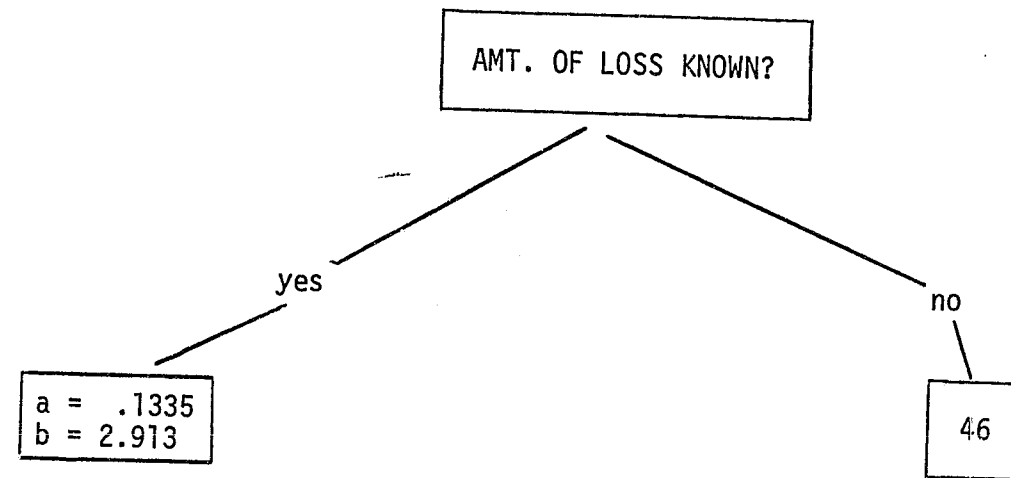 AMT. OF LOSS KNOWN?
yes
no
a = .1335
b = 2.913
46